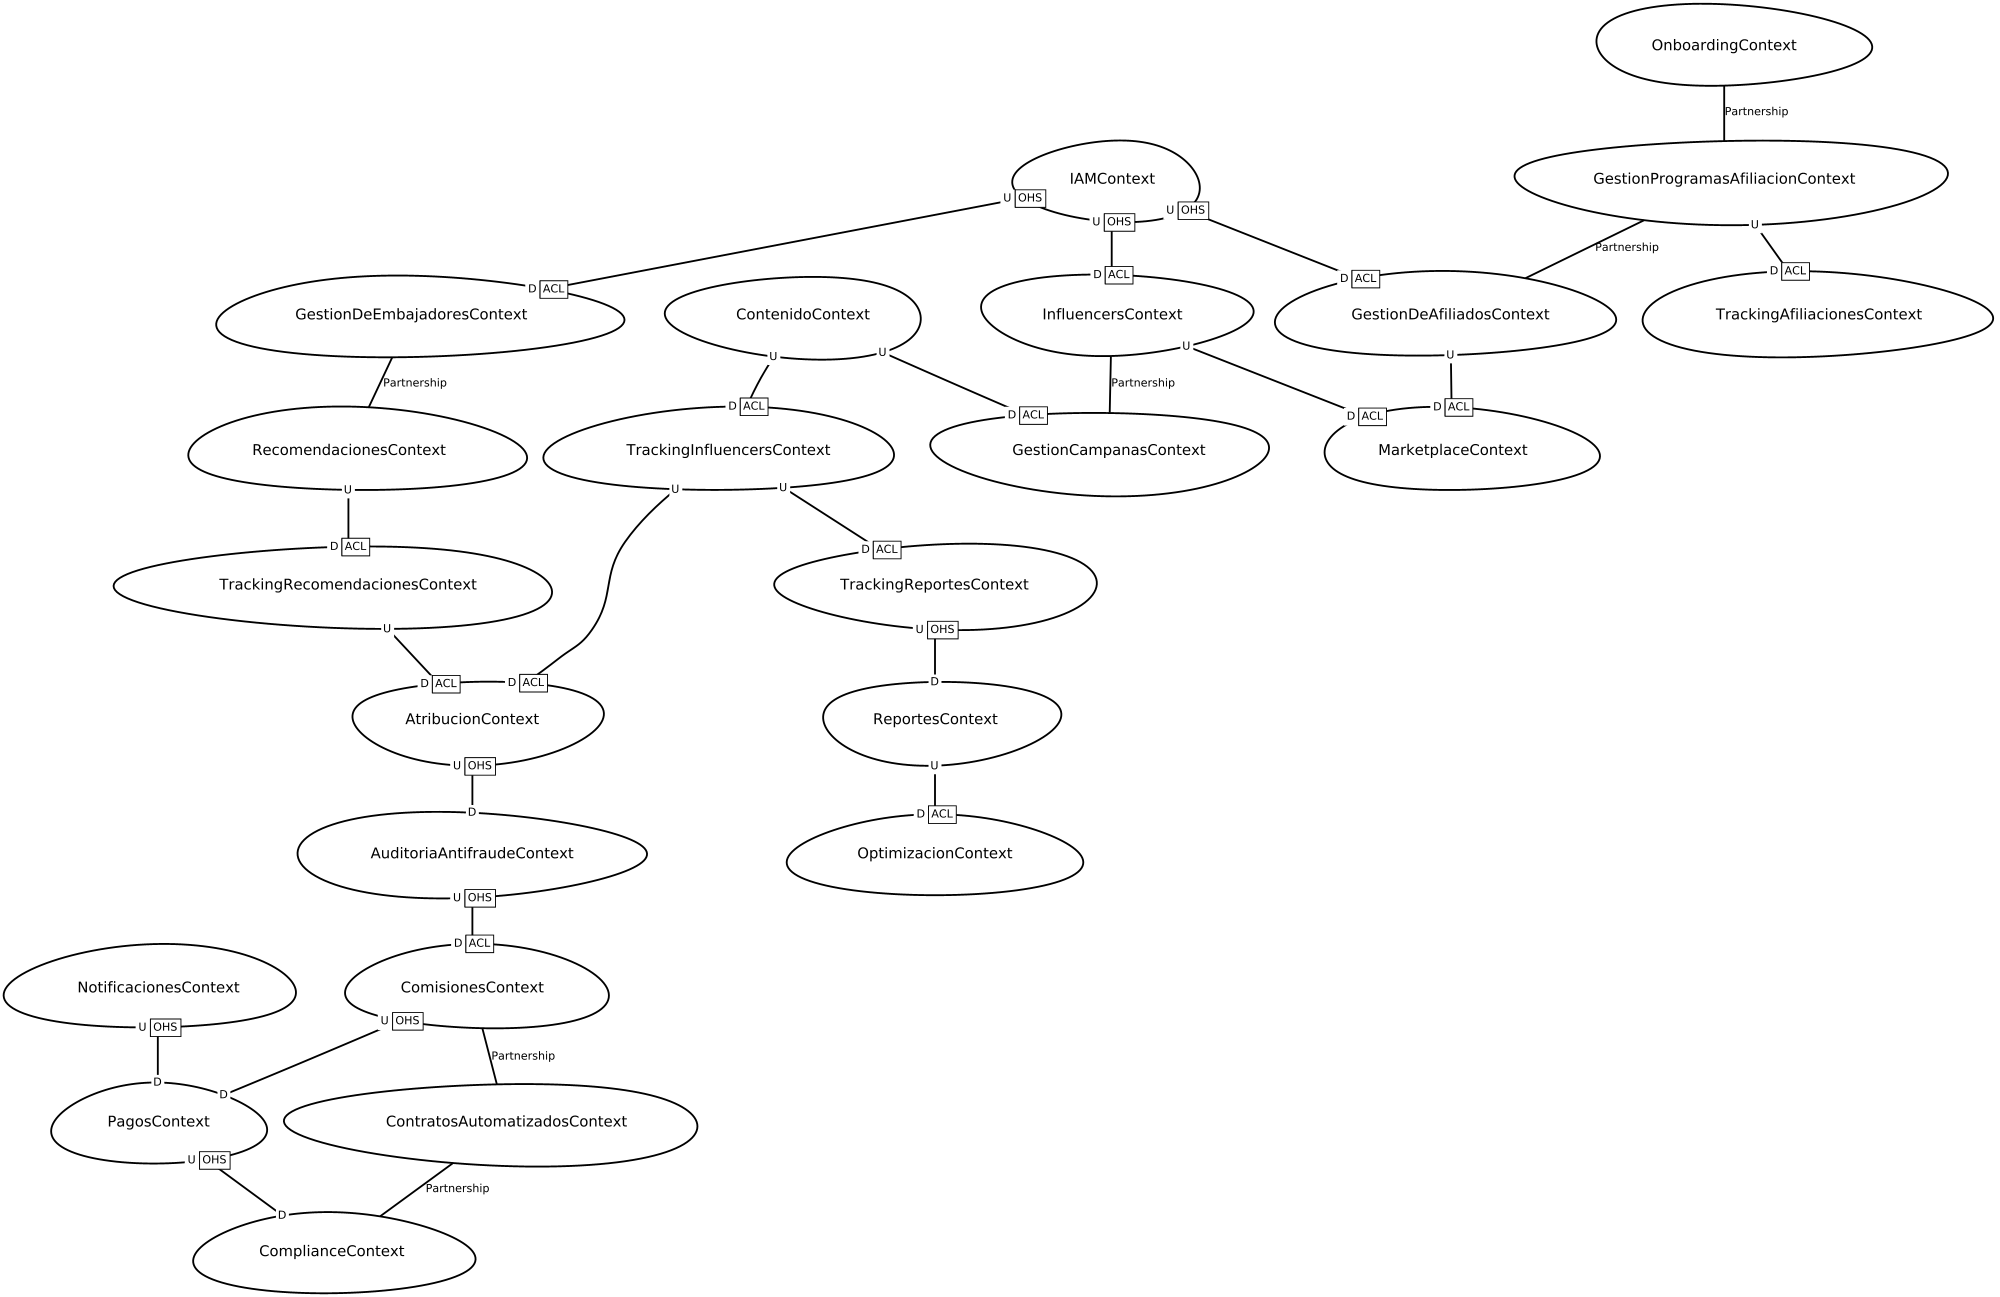 OnboardingContext
Partnership
IAMContext
GestionProgramasAfiliacionContext
U OHS
U OHS
U OHS
U
Partnership
D ACL
D ACL
D ACL
D ACL
GestionDeEmbajadoresContext
ContenidoContext
InfluencersContext
GestionDeAfiliadosContext
TrackingAfiliacionesContext
U
U
U
U
Partnership
Partnership
D ACL
D ACL
D ACL
D ACL
RecomendacionesContext
TrackingInfluencersContext
GestionCampanasContext
MarketplaceContext
U
U
U
D ACL
D ACL
TrackingRecomendacionesContext
TrackingReportesContext
U
U OHS
D ACL
D ACL
D
AtribucionContext
ReportesContext
U OHS
U
D
D ACL
AuditoriaAntifraudeContext
OptimizacionContext
U OHS
D ACL
NotificacionesContext
ComisionesContext
U OHS
U OHS
Partnership
D
D
PagosContext
ContratosAutomatizadosContext
U OHS
Partnership
D
ComplianceContext